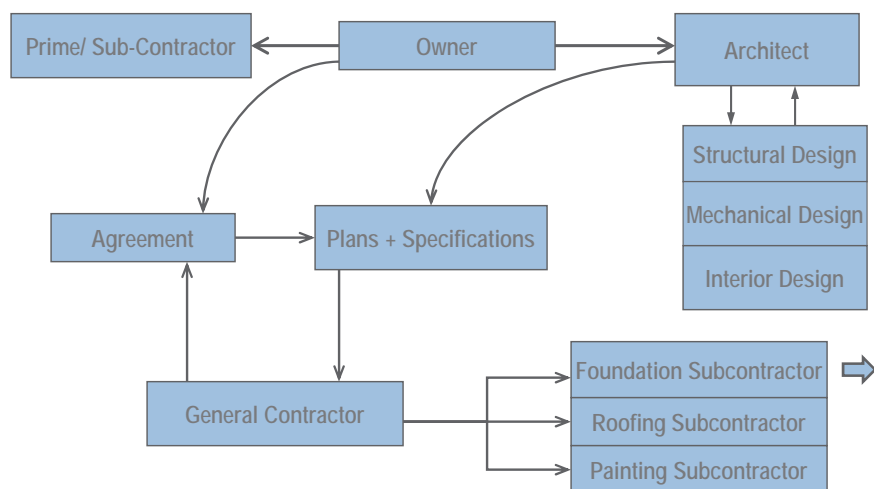 Prime/ Sub-Contractor
Owner
Architect
Structural Design
Mechanical Design
Interior Design
Agreement
Plans + Specifications
General Contractor
Foundation Subcontractor
Roofing Subcontractor
Painting Subcontractor